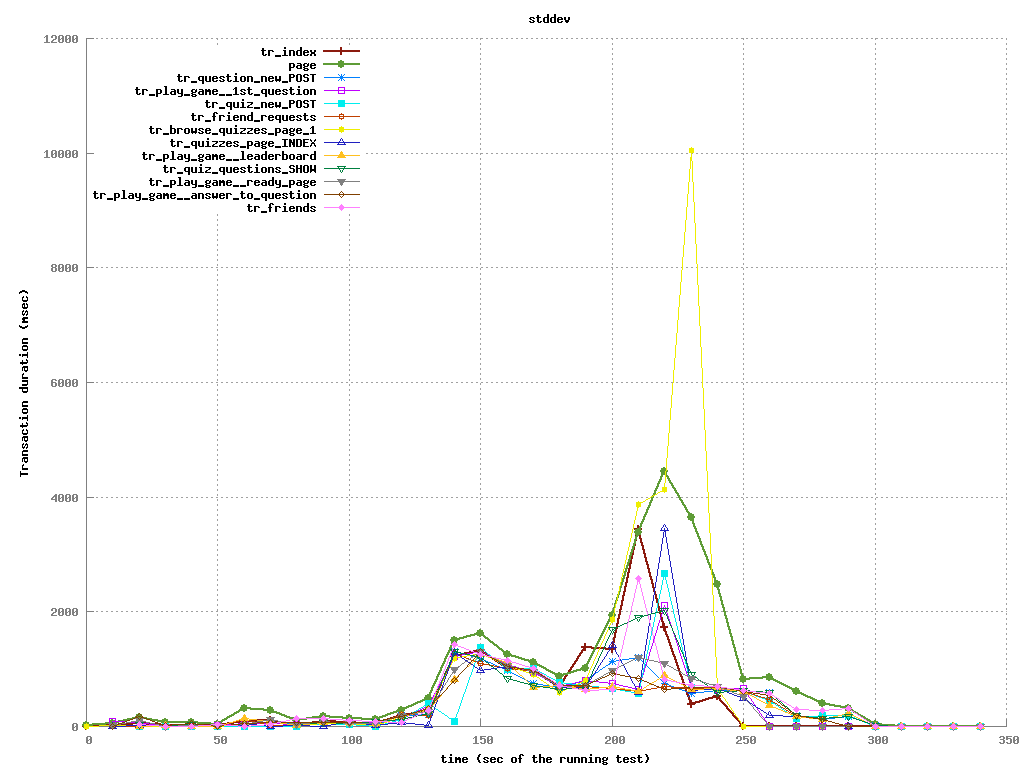 stddev
12000
10000
8000
6000
4000
2000
0
Transaction duration (msec)
tr_index
page
tr_question_new_POST
tr_play_game__1st_question
tr_quiz_new_POST
tr_friend_requests
tr_browse_quizzes_page_1
tr_quizzes_page_INDEX
tr_play_game__leaderboard
tr_quiz_questions_SHOW
tr_play_game__ready_page
tr_play_game__answer_to_question
tr_friends
0 50 100 150 200 250 300 350
time (sec of the running test)